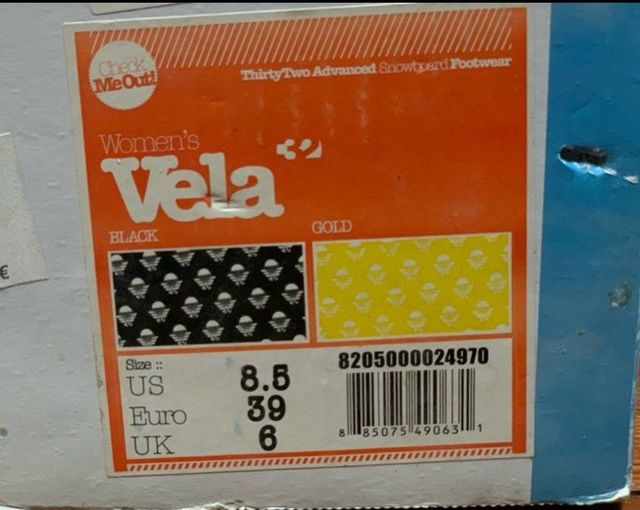 Check
Me Out!
ThirtyTwo Advanced Snowboard Footwear
Women's
32
Vela
BLACK
GOLD
Size ::
US 8.5
Euro 39
UK 6
8205000024970
8 85075 49063 1
€